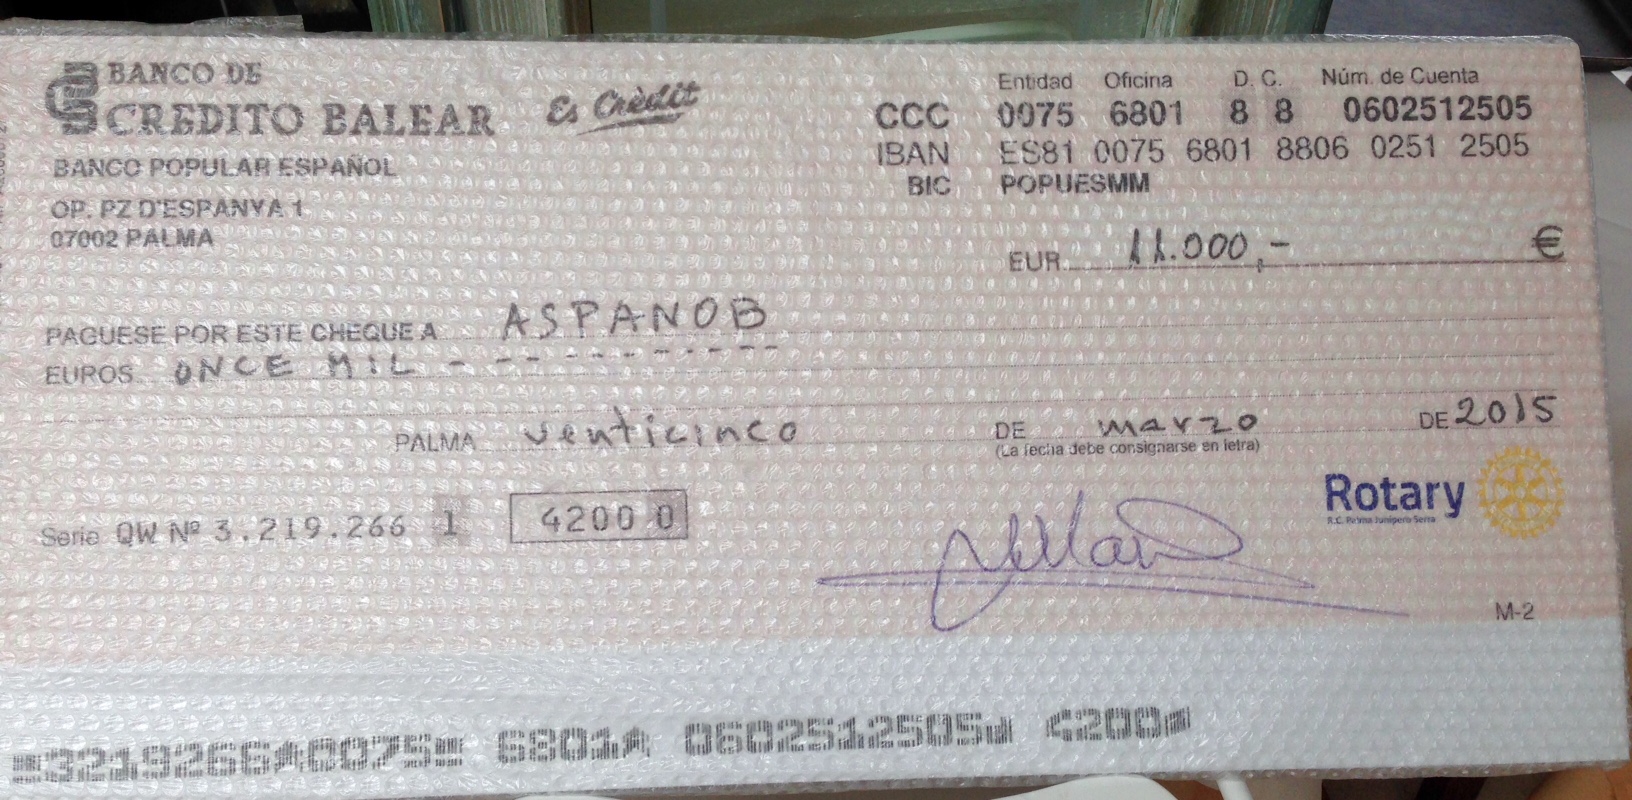 BANCO DE
CREDITO BALEAR
Es Crèdit
BANCO POPULAR ESPAÑOL
OP. PZ D'ESPANYA 1
07002 PALMA
Entidad Oficina D. C. Núm. de Cuenta
CCC 0075 6801 8 8 0602512505
IBAN ES81 0075 6801 8806 0251 2505
BIC POPUESMM
EUR 11.000,- €
PAGUESE POR ESTE CHEQUE A ASPANOB
EUROS ONCE MIL - - - - - - - - - -
PALMA venticinco DE marzo DE 2015
(La fecha debe consignarse en letra)
Rotary
R.C. Palma Junípero Serra
Serie QW Nº 3.219.266 1 4200 0
M-2
3219266 0075 6801 0602512505 4200